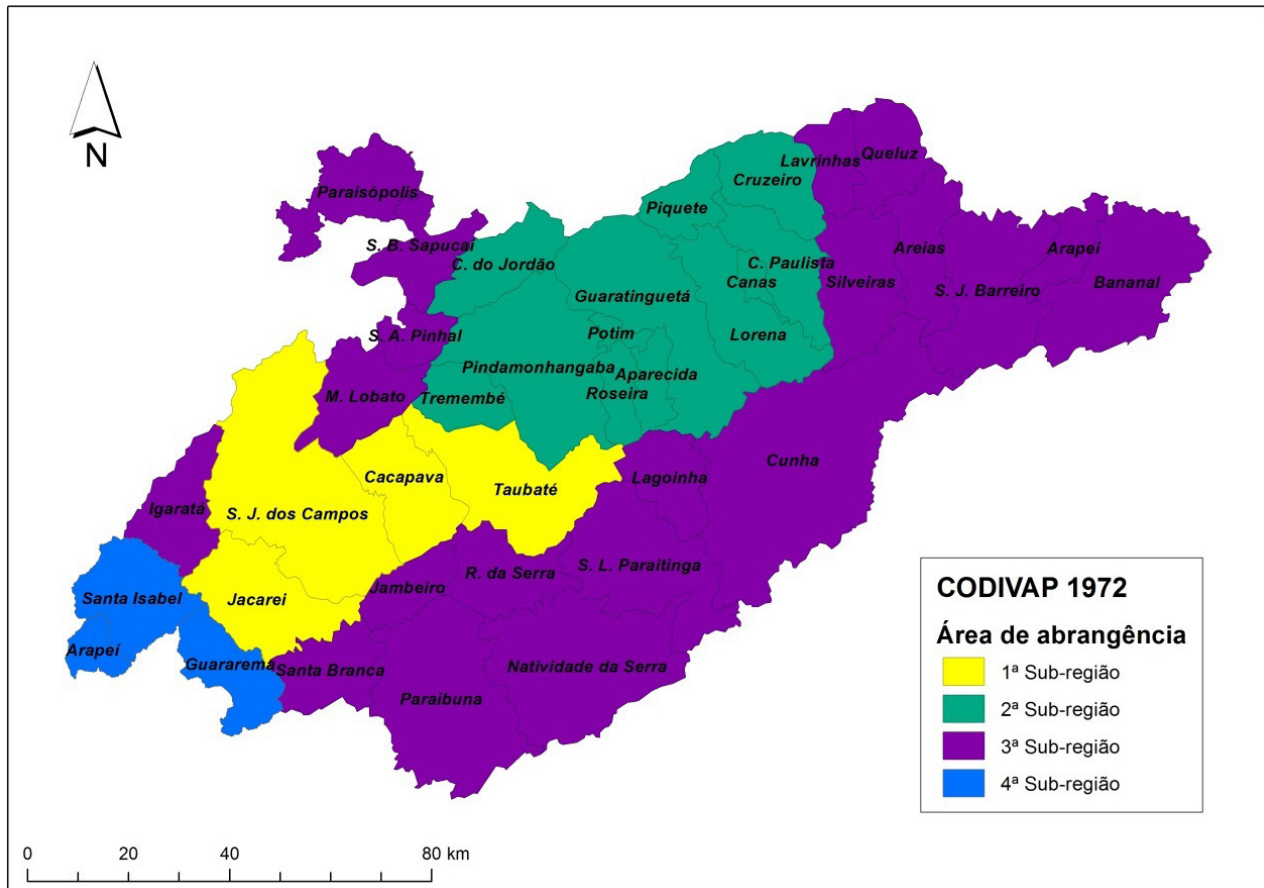 N
Lavrinhas
Queluz
Cruzeiro
Paraisópolis
Piquete
S. B. Sapucaí
Areias
Arapei
C. do Jordão
C. Paulista
Canas
Silveiras
Bananal
S. J. Barreiro
Guaratinguetá
Potim
Lorena
S. A. Pinhal
Pindamonhangaba
Aparecida
Roseira
M. Lobato
Tremembé
Cunha
Cacapava
Taubaté
Lagoinha
Igaratá
S. J. dos Campos
S. L. Paraitinga
R. da Serra
Jambeiro
Santa Isabel
Jacarei
Arapeí
Guararema
Santa Branca
Natividade da Serra
Paraibuna
CODIVAP 1972
Área de abrangência
1ª Sub-região
2ª Sub-região
3ª Sub-região
4ª Sub-região
0 20 40 80 km